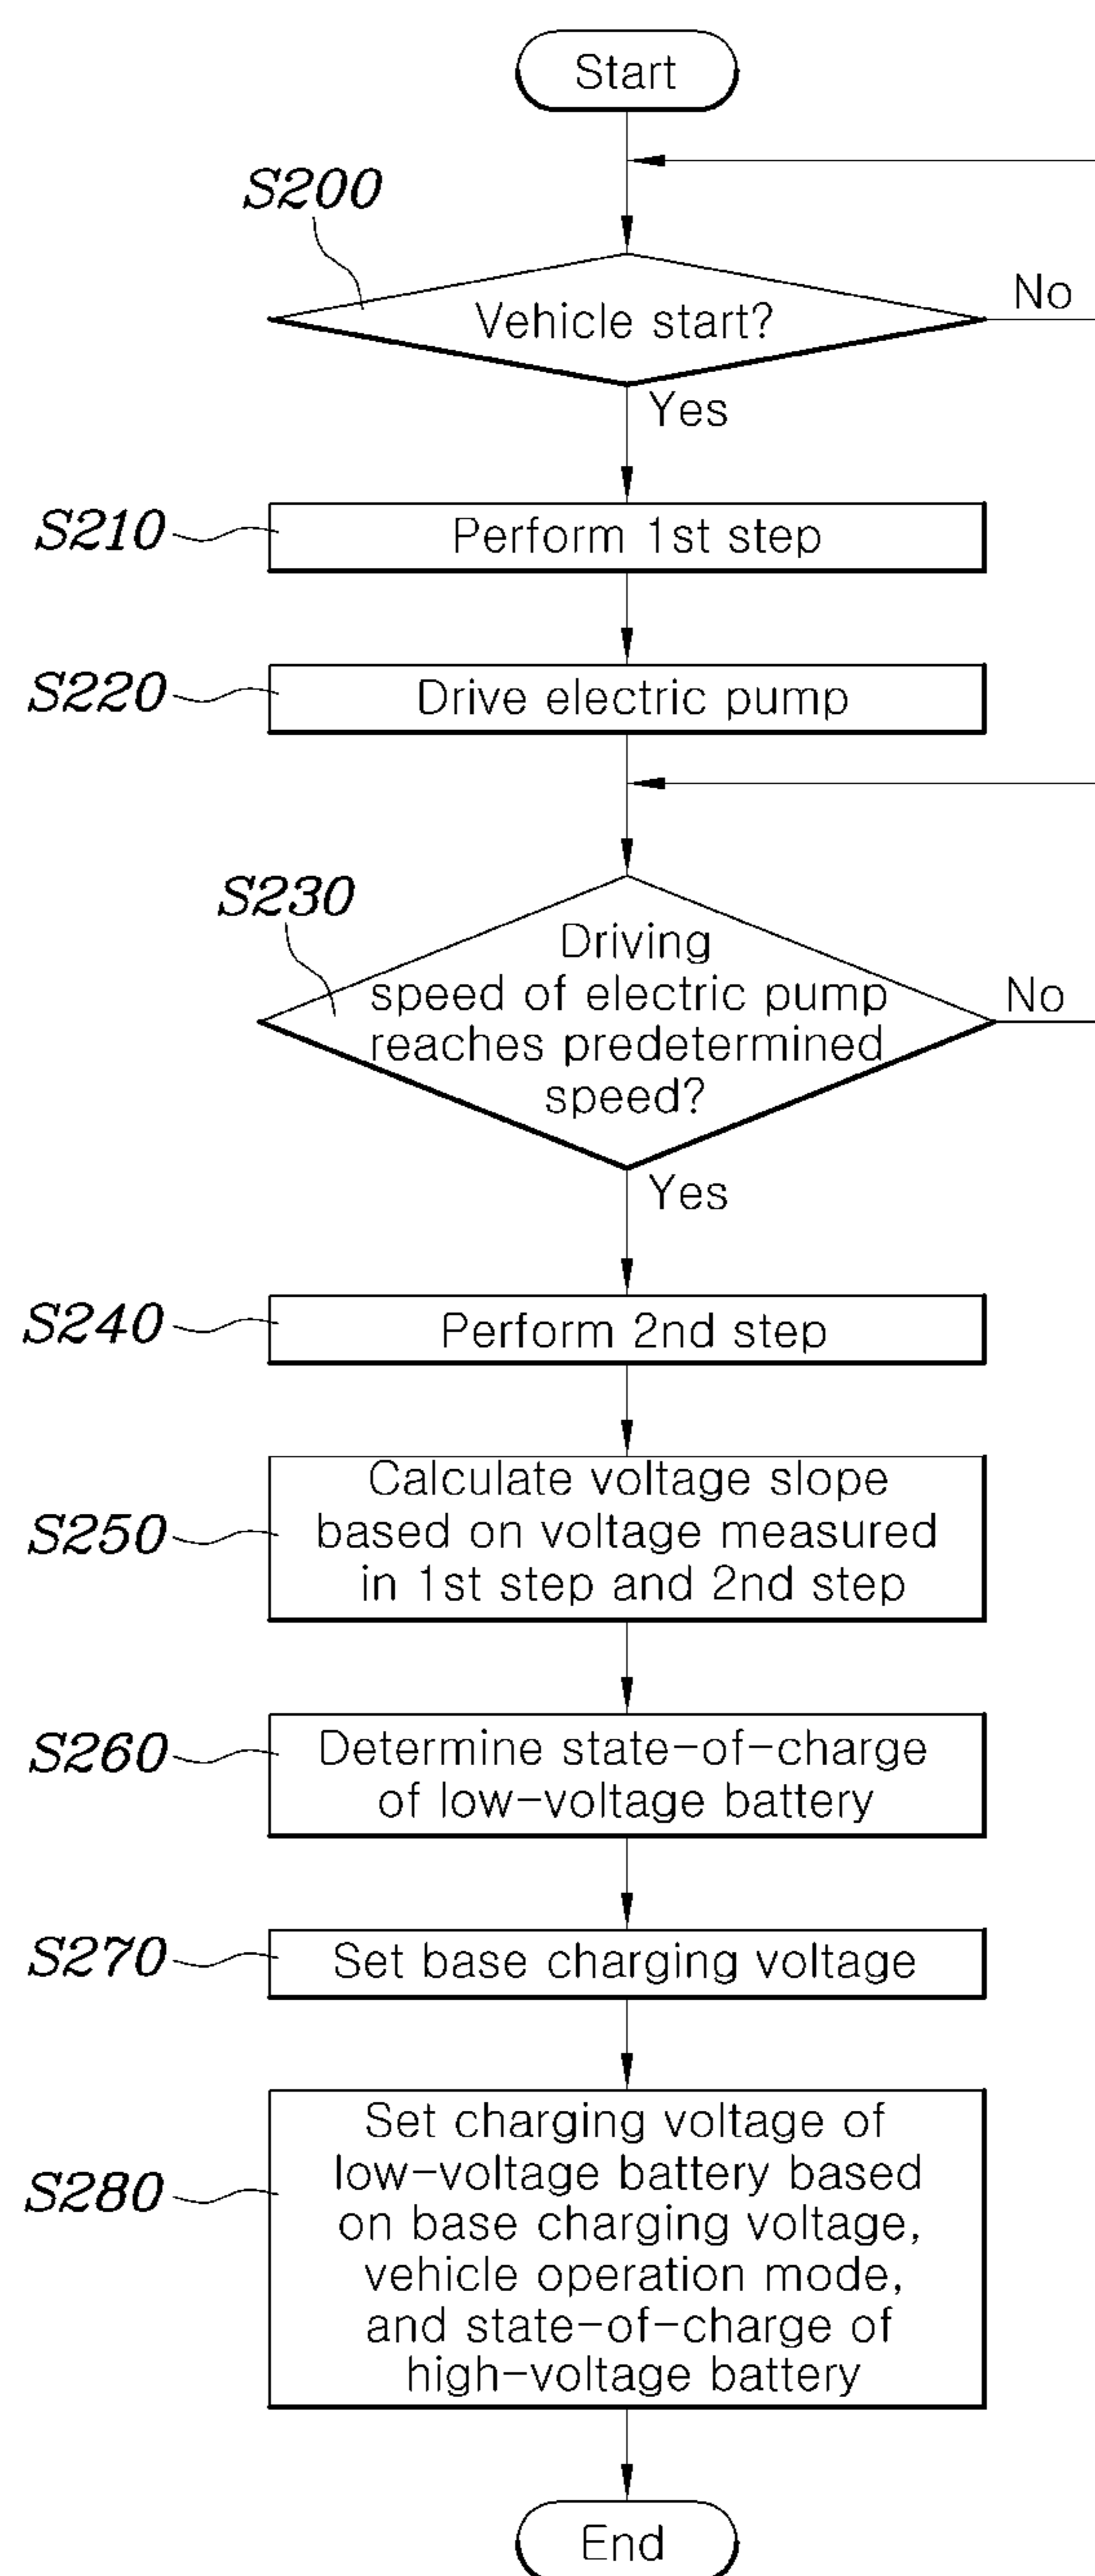 Start
S200
Vehicle start?
No
Yes
S210
Perform 1st step
S220
Drive electric pump
S230
Driving
speed of electric pump
reaches predetermined
speed?
No
Yes
S240
Perform 2nd step
S250
Calculate voltage slope
based on voltage measured
in 1st step and 2nd step
S260
Determine state-of-charge
of low-voltage battery
S270
Set base charging voltage
S280
Set charging voltage of
low-voltage battery based
on base charging voltage,
vehicle operation mode,
and state-of-charge of
high-voltage battery
End